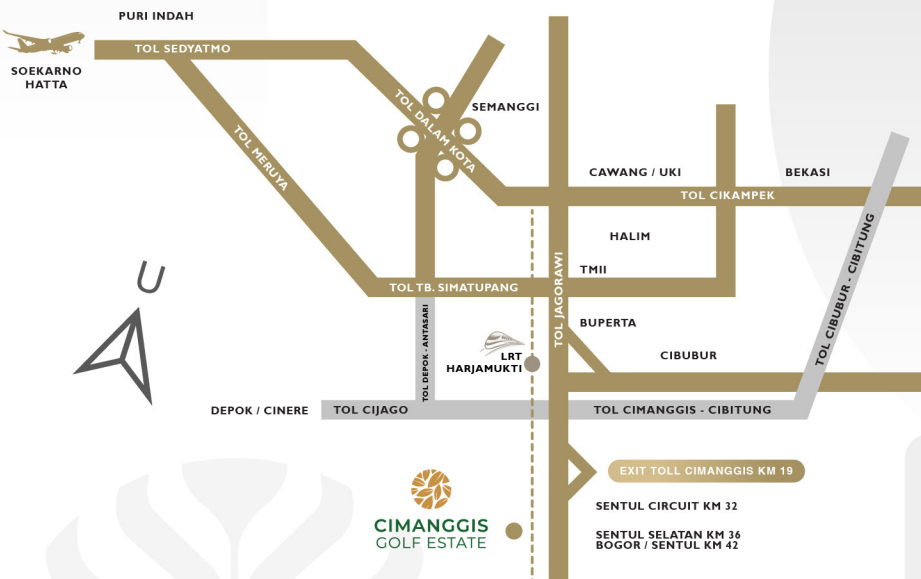 PURI INDAH
TOL SEDYATMO
SOEKARNO
HATTA
TOL DALAM KOTA
SEMANGGI
TOL MERUYA
CAWANG / UKI
BEKASI
TOL CIKAMPEK
HALIM
TMII
TOL TB. SIMATUPANG
TOL JAGORAWI
TOL CIBUBUR - CIBITUNG
U
BUPERTA
TOL DEPOK - ANTASARI
LRT
HARJAMUKTI
CIBUBUR
DEPOK / CINERE
TOL CIJAGO
TOL CIMANGGIS - CIBITUNG
EXIT TOLL CIMANGGIS KM 19
SENTUL CIRCUIT KM 32
CIMANGGIS
GOLF ESTATE
SENTUL SELATAN KM 36
BOGOR / SENTUL KM 42